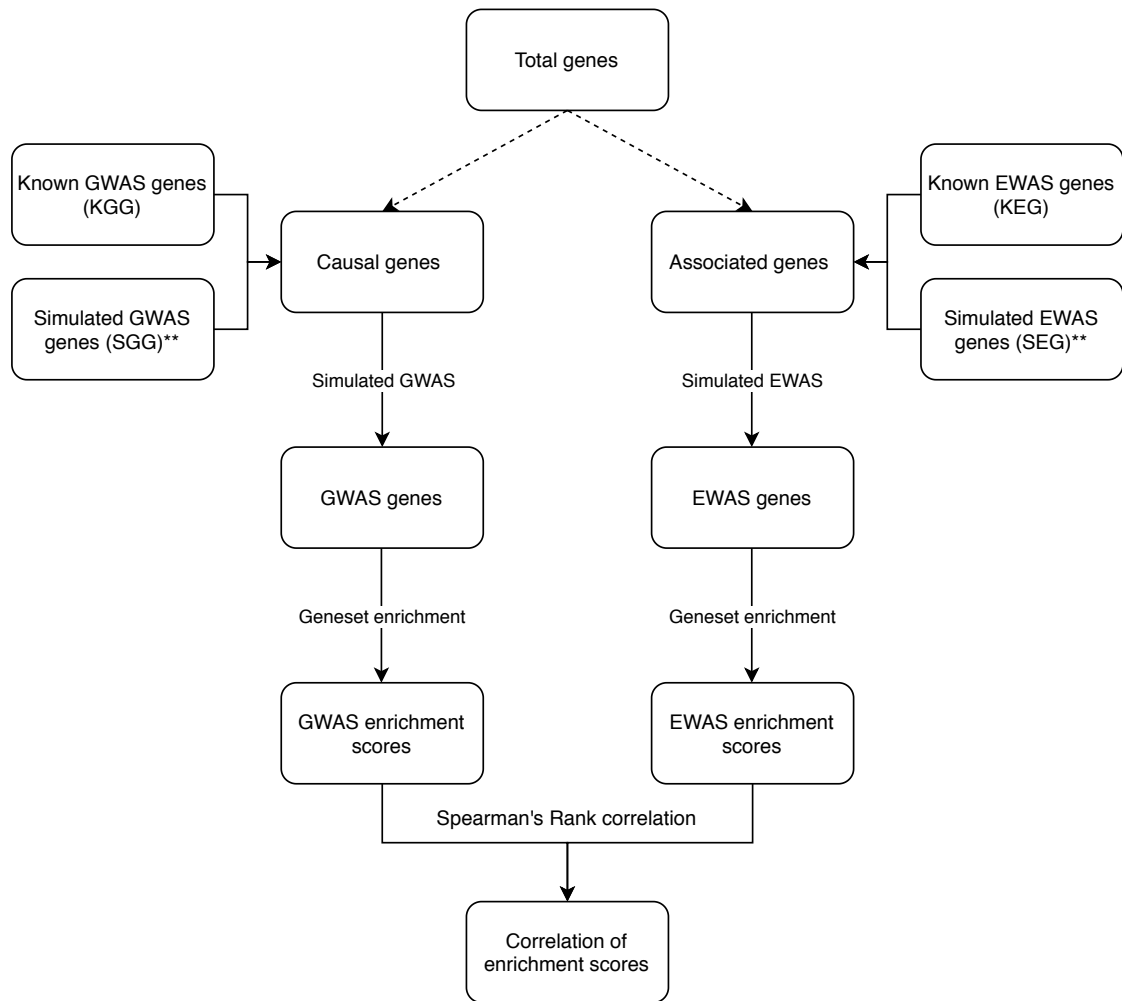 Total genes
Known GWAS genes
(KGG)
Known EWAS genes
(KEG)
Causal genes
Associated genes
Simulated GWAS
genes (SGG)**
Simulated EWAS
genes (SEG)**
Simulated GWAS
Simulated EWAS
GWAS genes
EWAS genes
Geneset enrichment
Geneset enrichment
GWAS enrichment
scores
EWAS enrichment
scores
Spearman's Rank correlation
Correlation of
enrichment scores